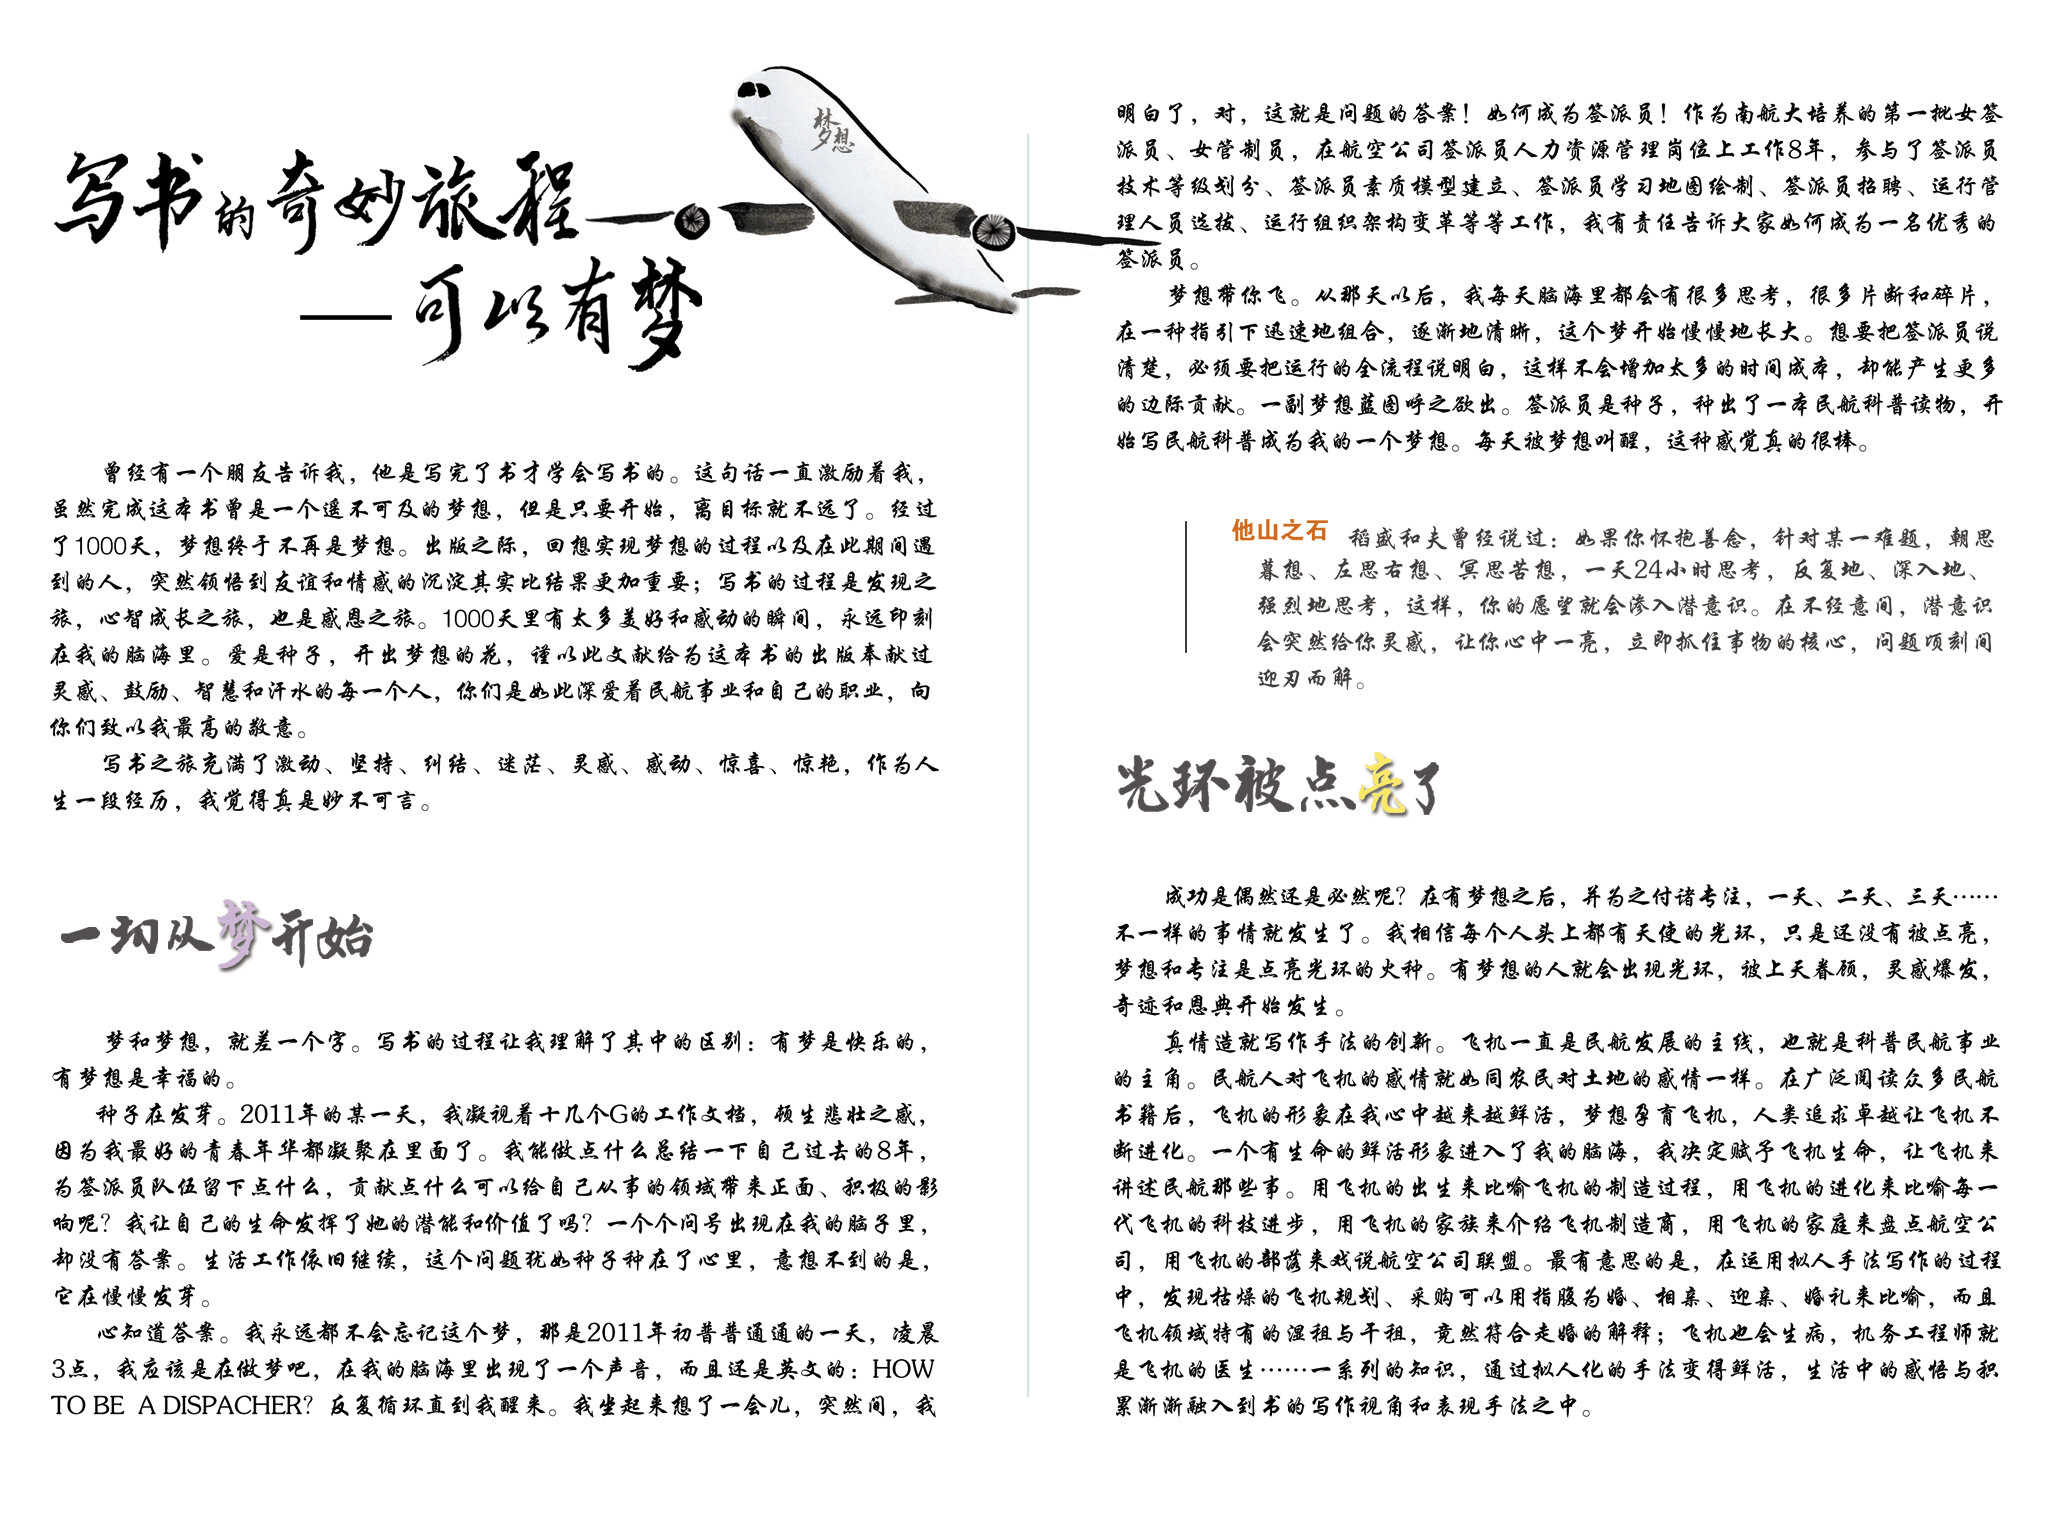 写书的奇妙旅程
——可以有梦
梦想
曾经有一个朋友告诉我，他是写完了书才学会写书的。这句话一直激励着我，
虽然完成这本书曾是一个遥不可及的梦想，但是只要开始，离目标就不远了。经过
了1000天，梦想终于不再是梦想。出版之际，回想实现梦想的过程以及在此期间遇
到的人，突然领悟到友谊和情感的沉淀其实比结果更加重要；写书的过程是发现之
旅，心智成长之旅，也是感恩之旅。1000天里有太多美好和感动的瞬间，永远印刻
在我的脑海里。爱是种子，开出梦想的花，谨以此文献给为这本书的出版奉献过
灵感、鼓励、智慧和汗水的每一个人，你们是如此深爱着民航事业和自己的职业，向
你们致以我最高的敬意。
写书之旅充满了激动、坚持、纠结、迷茫、灵感、感动、惊喜、惊艳，作为人
生一段经历，我觉得真是妙不可言。
一切从梦开始
梦和梦想，就差一个字。写书的过程让我理解了其中的区别：有梦是快乐的，
有梦想是幸福的。
种子在发芽。2011年的某一天，我凝视着十几个G的工作文档，顿生悲壮之感，
因为我最好的青春年华都凝聚在里面了。我能做点什么总结一下自己过去的8年，
为签派员队伍留下点什么，贡献点什么可以给自己从事的领域带来正面、积极的影
响呢？我让自己的生命发挥了她的潜能和价值了吗？一个个问号出现在我的脑子里，
却没有答案。生活工作依旧继续，这个问题犹如种子种在了心里，意想不到的是，
它在慢慢发芽。
心知道答案。我永远都不会忘记这个梦，那是2011年初普普通通的一天，凌晨
3点，我应该是在做梦吧，在我的脑海里出现了一个声音，而且还是英文的：HOW
TO BE A DISPACHER？反复循环直到我醒来。我坐起来想了一会儿，突然间，我
明白了，对，这就是问题的答案！如何成为签派员！作为南航大培养的第一批女签
派员、女管制员，在航空公司签派员人力资源管理岗位上工作8年，参与了签派员
技术等级划分、签派员素质模型建立、签派员学习地图绘制、签派员招聘、运行管
理人员选拔、运行组织架构变革等等工作，我有责任告诉大家如何成为一名优秀的
签派员。
梦想带你飞。从那天以后，我每天脑海里都会有很多思考，很多片断和碎片，
在一种指引下迅速地组合，逐渐地清晰，这个梦开始慢慢地长大。想要把签派员说
清楚，必须要把运行的全流程说明白，这样不会增加太多的时间成本，却能产生更多
的边际贡献。一副梦想蓝图呼之欲出。签派员是种子，种出了一本民航科普读物，开
始写民航科普成为我的一个梦想。每天被梦想叫醒，这种感觉真的很棒。
他山之石 稻盛和夫曾经说过：如果你怀抱善念，针对某一难题，朝思
暮想、左思右想、冥思苦想，一天24小时思考，反复地、深入地、
强烈地思考，这样，你的愿望就会渗入潜意识。在不经意间，潜意识
会突然给你灵感，让你心中一亮，立即抓住事物的核心，问题顷刻间
迎刃而解。
光环被点亮了
成功是偶然还是必然呢？在有梦想之后，并为之付诸专注，一天、二天、三天……
不一样的事情就发生了。我相信每个人头上都有天使的光环，只是还没有被点亮，
梦想和专注是点亮光环的火种。有梦想的人就会出现光环，被上天眷顾，灵感爆发，
奇迹和恩典开始发生。
真情造就写作手法的创新。飞机一直是民航发展的主线，也就是科普民航事业
的主角。民航人对飞机的感情就如同农民对土地的感情一样。在广泛阅读众多民航
书籍后，飞机的形象在我心中越来越鲜活，梦想孕育飞机，人类追求卓越让飞机不
断进化。一个有生命的鲜活形象进入了我的脑海，我决定赋予飞机生命，让飞机来
讲述民航那些事。用飞机的出生来比喻飞机的制造过程，用飞机的进化来比喻每一
代飞机的科技进步，用飞机的家族来介绍飞机制造商，用飞机的家庭来盘点航空公
司，用飞机的部落来戏说航空公司联盟。最有意思的是，在运用拟人手法写作的过程
中，发现枯燥的飞机规划、采购可以用指腹为婚、相亲、迎亲、婚礼来比喻，而且
飞机领域特有的湿租与干租，竟然符合走婚的解释；飞机也会生病，机务工程师就
是飞机的医生……一系列的知识，通过拟人化的手法变得鲜活，生活中的感悟与积
累渐渐融入到书的写作视角和表现手法之中。